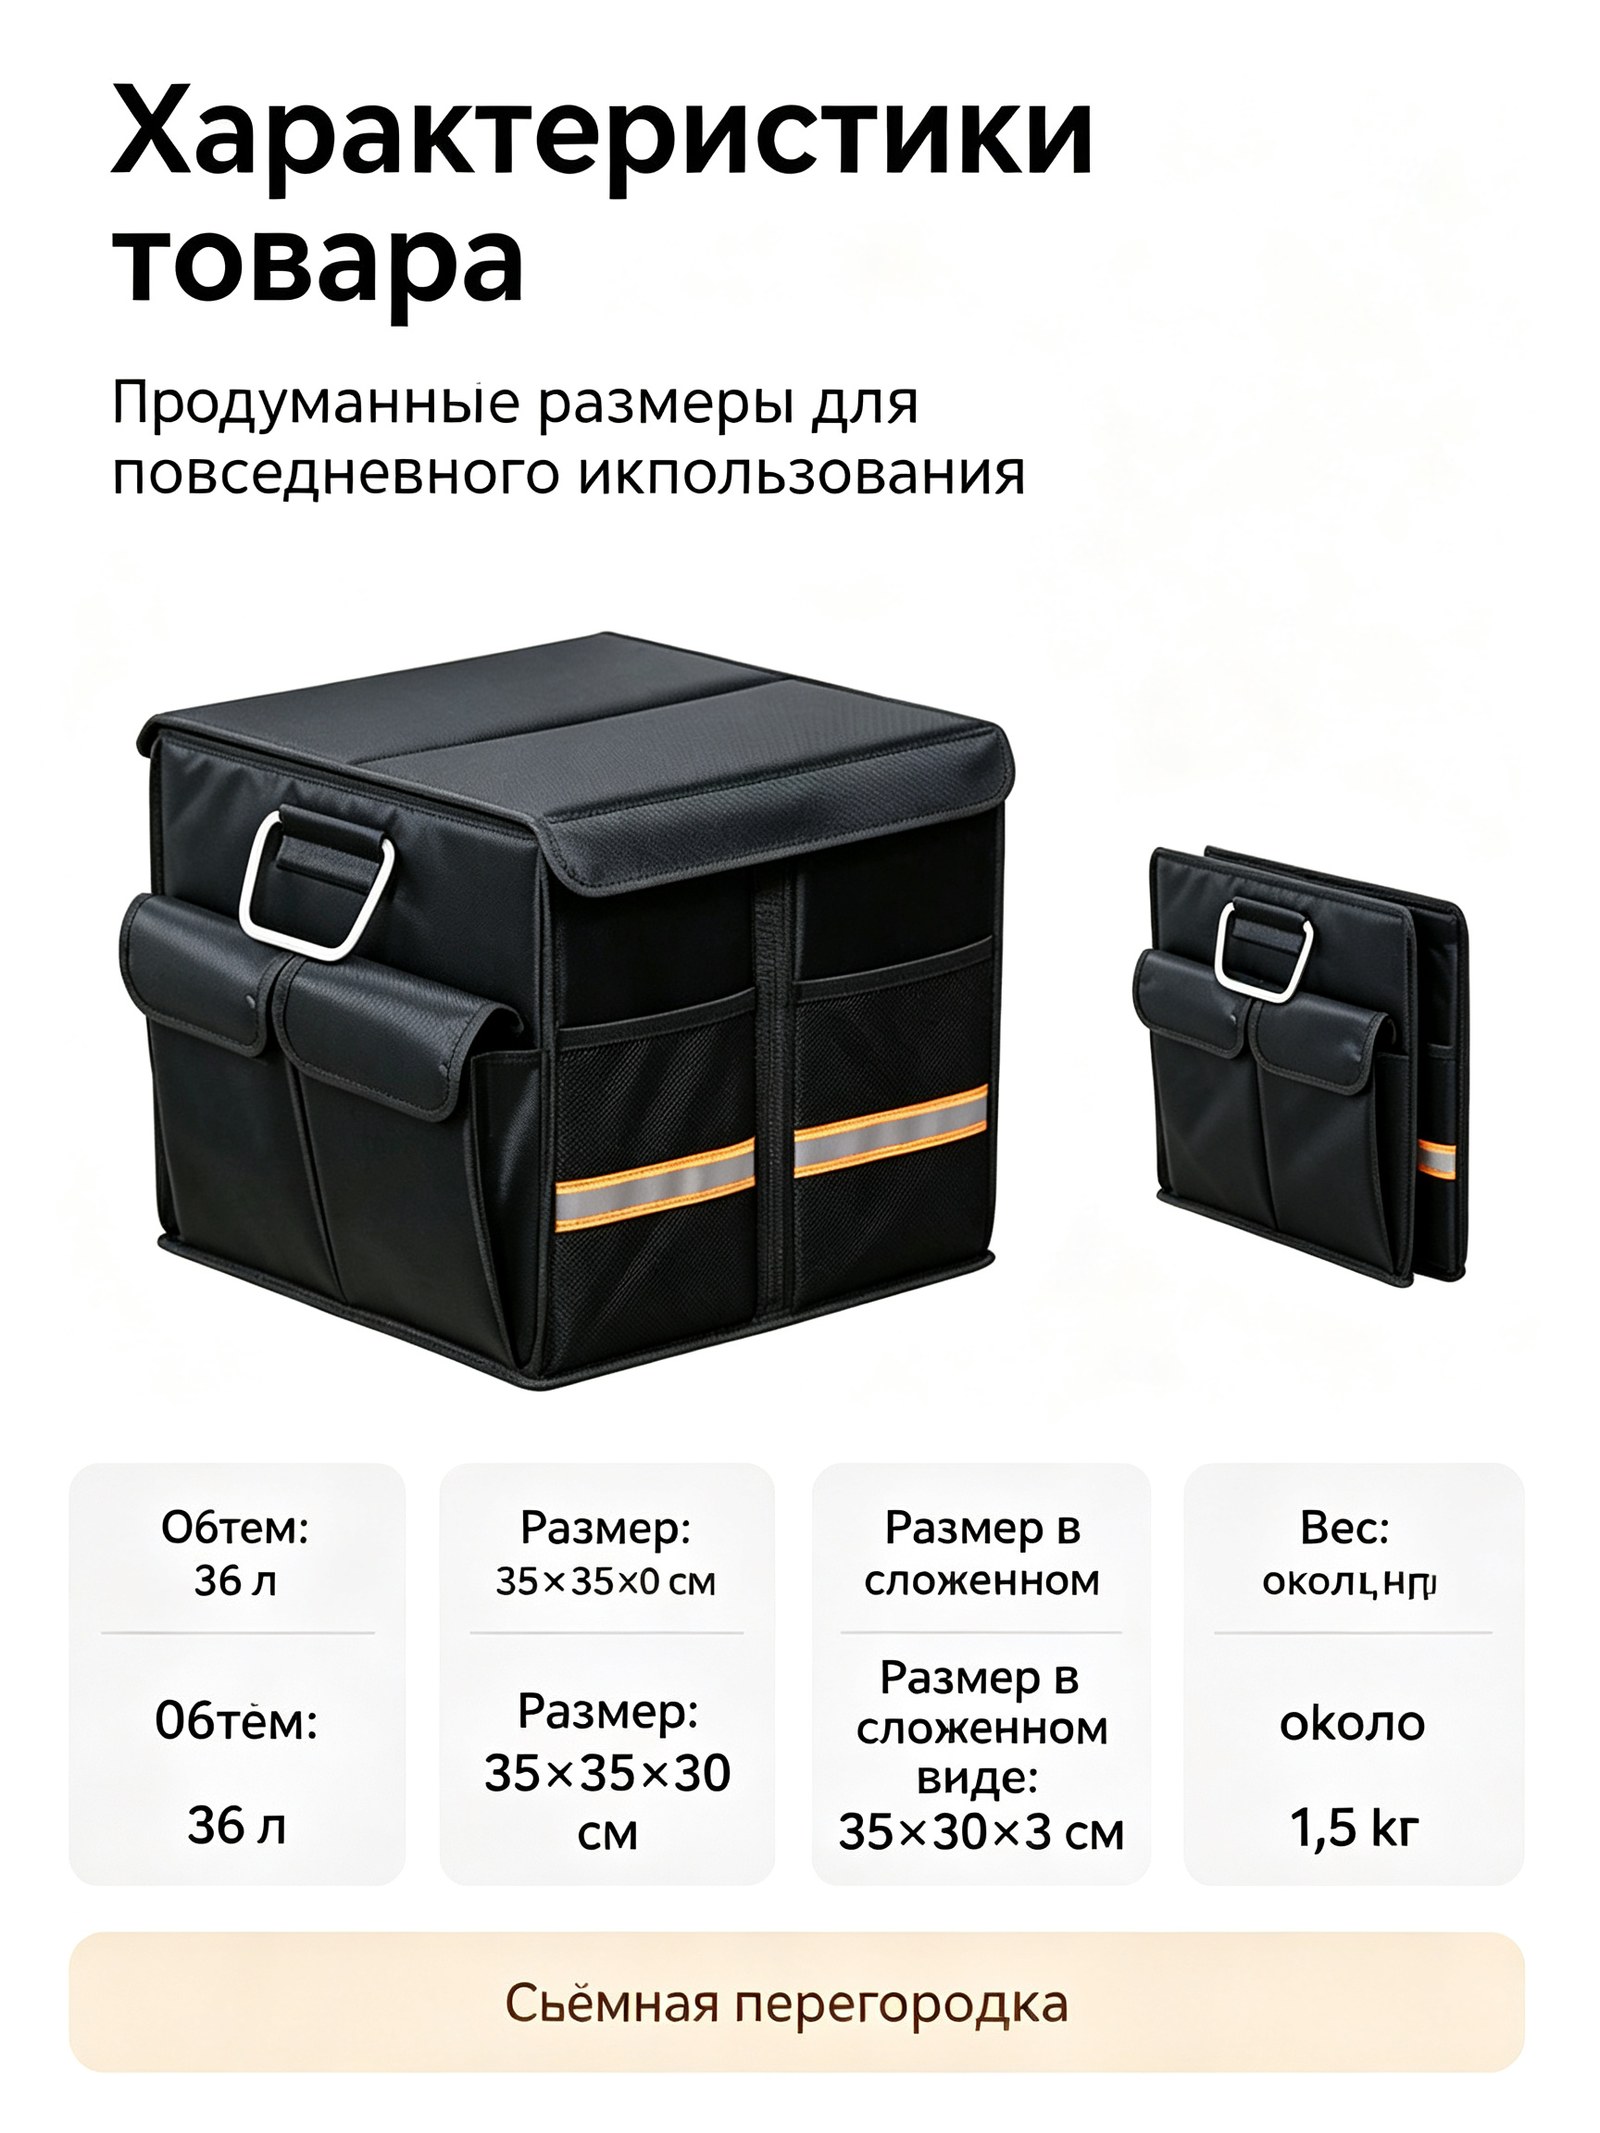 Характеристики
товара
Продуманные размеры для
повседневного икпользования
Обтем:
36 л
Размер:
35×35×0 см
Размер в
сложенном
Вес:
Обтём:
36 л
Размер:
35×35×30
см
Размер в
сложенном
виде:
35×30×3 см
около
1,5 kг
Сьёмная перегородка